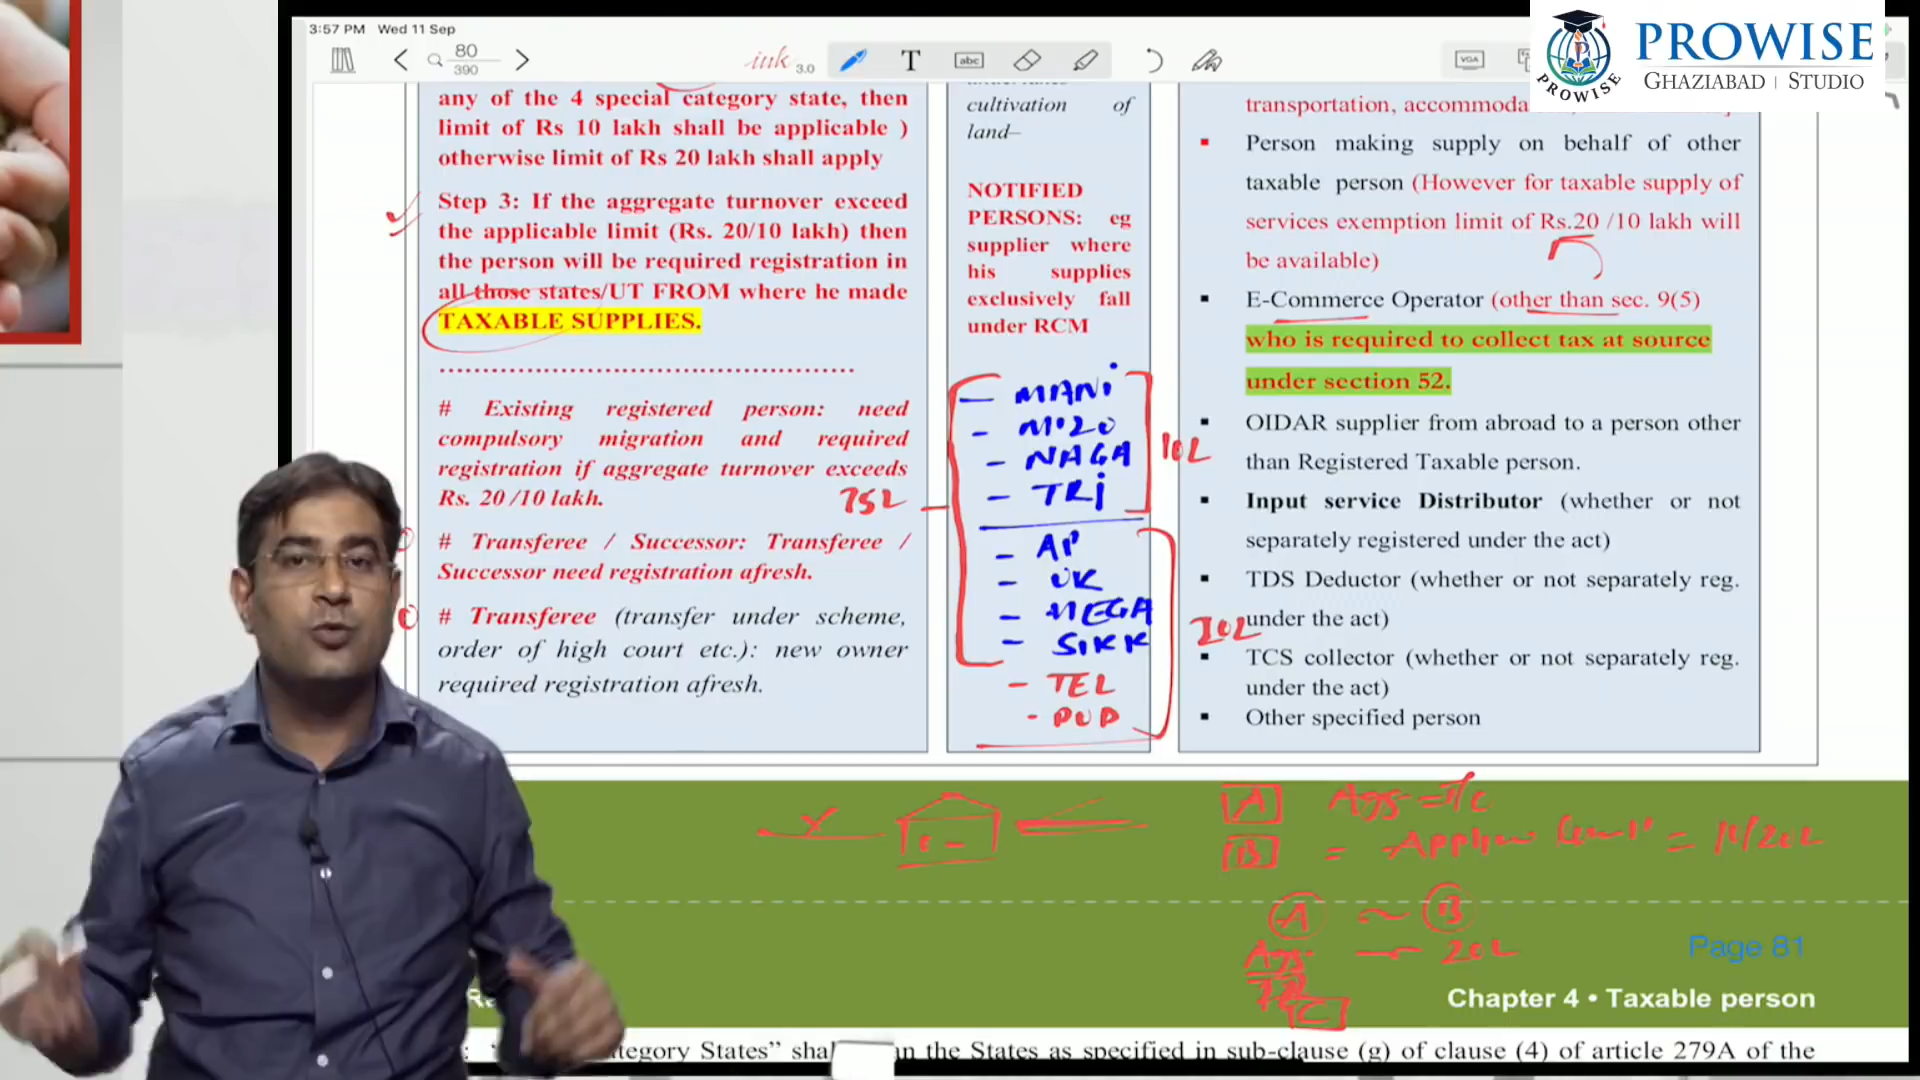 3:57 PM Wed 11 Sep
80
390
ink 3.0
T
abc
VGA
PROWISE
PROWISE
GHAZIABAD | STUDIO
any of the 4 special category state, then
limit of Rs 10 lakh shall be applicable )
otherwise limit of Rs 20 lakh shall apply
Step 3: If the aggregate turnover exceed
the applicable limit (Rs. 20/10 lakh) then
the person will be required registration in
all those states/UT FROM where he made
TAXABLE SUPPLIES.
# Existing registered person: need
compulsory migration and required
registration if aggregate turnover exceeds
Rs. 20 /10 lakh.
# Transferee / Successor: Transferee /
Successor need registration afresh.
# Transferee (transfer under scheme,
order of high court etc.): new owner
required registration afresh.
cultivation of
land–
NOTIFIED
PERSONS: eg
supplier where
his supplies
exclusively fall
under RCM
- MANi
- MIZO
- NAGA
- TRi
10L
75L
- AP
- UK
- MEGA
- SIKK
- TEL
- PUD
20L
transportation,
Person making supply on behalf of other
taxable person (However for taxable supply of
services exemption limit of Rs.20 /10 lakh will
be available)
E-Commerce Operator (other than sec. 9(5)
who is required to collect tax at source
under section 52.
OIDAR supplier from abroad to a person other
than Registered Taxable person.
Input service Distributor (whether or not
separately registered under the act)
TDS Deductor (whether or not separately reg.
under the act)
TCS collector (whether or not separately reg.
under the act)
Other specified person
A
B
A ~ B
20L
Page 81
Chapter 4 • Taxable person
States” shall
the States as specified in sub-clause (g) of clause (4) of article 279A of the